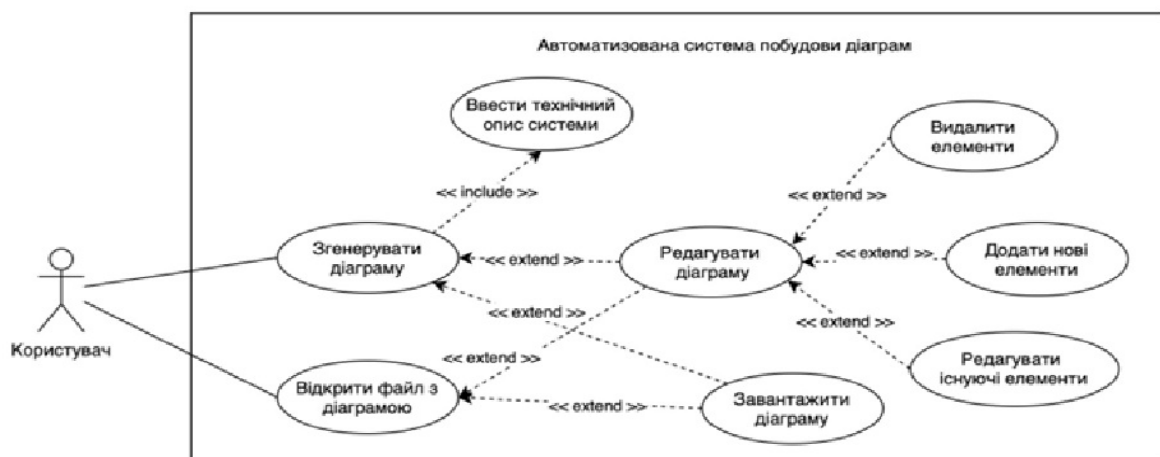 Автоматизована система побудови діаграм
Ввести технічний
опис системи
Видалити
елементи
<< include >>
<< extend >>
Згенерувати
діаграму
<< extend >>
Редагувати
діаграму
<< extend >>
Додати нові
елементи
<< extend >>
<< extend >>
Користувач
<< extend >>
Редагувати
існуючі елементи
Відкрити файл з
діаграмою
<< extend >>
Завантажити
діаграму